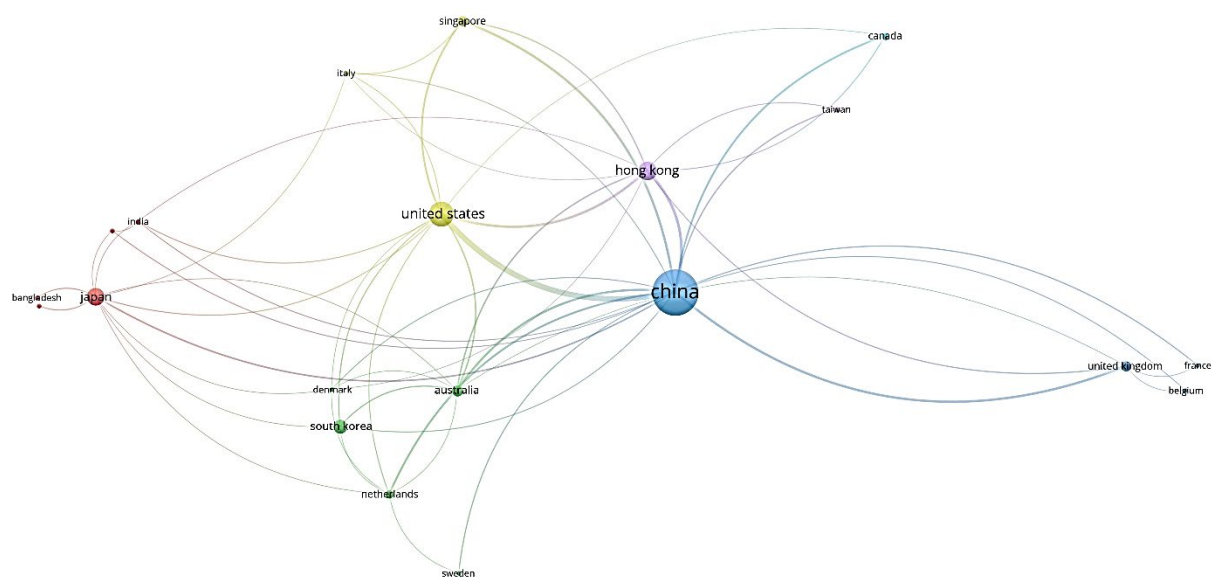 singapore
canada
italy
taiwan
hong kong
united states
india
china
bangladesh
japan
united kingdom
france
denmark
australia
belgium
south korea
netherlands
sweden